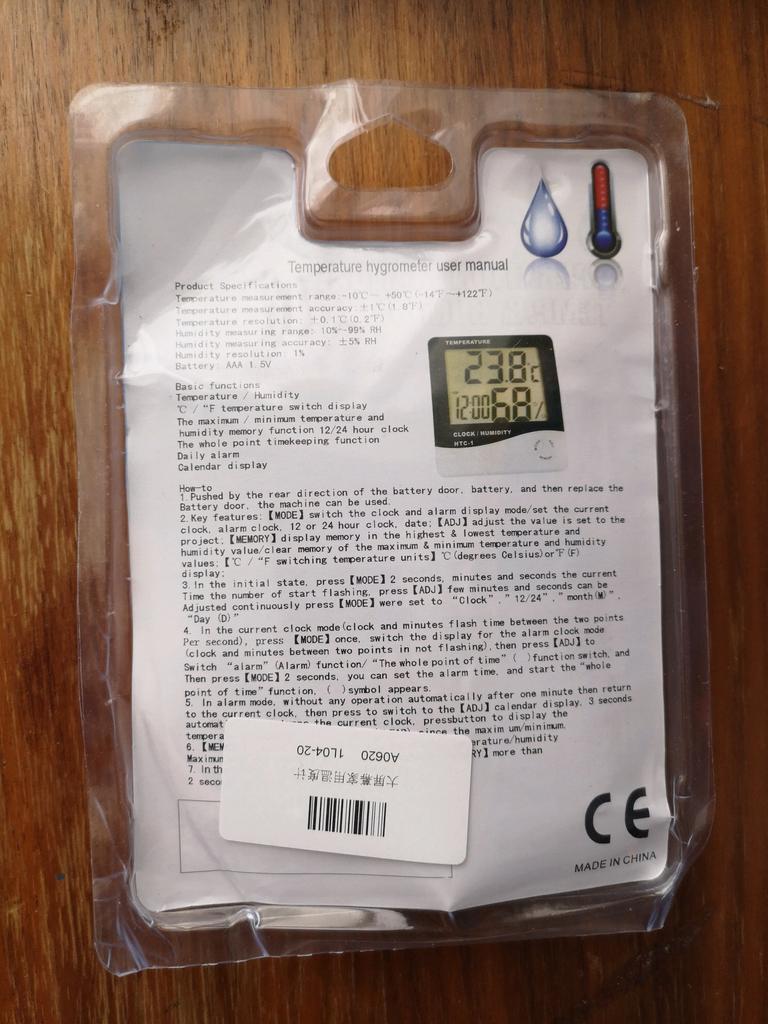 Temperature hygrometer user manual
Product Specifications
Temperature measurement range:-10℃~ +50℃(-14℉~+122℉)
Temperature measurement accuracy:±1℃(1.8℉)
Temperature resolution: ±0.1℃(0.2℉)
Humidity measuring range: 10%~99% RH
Humidity measuring accuracy: ±5% RH
Humidity resolution: 1%
Battery: AAA 1.5V
TEMPERATURE
23.8℃
12:00 68%
CLOCK/HUMIDITY
HTC-1
Basic functions
Temperature / Humidity
℃ / “F temperature switch display
The maximum / minimum temperature and
humidity memory function 12/24 hour clock
The whole point timekeeping function
Daily alarm
Calendar display
How-to
1. Pushed by the rear direction of the battery door, battery, and then replace the
Battery door, the machine can be used.
2. Key features:【MODE】switch the clock and alarm display mode/set the current
clock, alarm clock, 12 or 24 hour clock, date;【ADJ】adjust the value is set to the
project;【MEMORY】display memory in the highest & lowest temperature and
humidity value/clear memory of the maximum & minimum temperature and humidity
values;【℃ / “F switching temperature units】℃(degrees Celsius)or℉(F)
display;
3. In the initial state, press【MODE】2 seconds, minutes and seconds the current
Time the number of start flashing, press【ADJ】few minutes and seconds can be
Adjusted continuously press【MODE】were set to “Clock”,”12/24”,”month(M)”,
“Day (D)”
4. In the current clock mode(clock and minutes flash time between the two points
Per second), press【MODE】once, switch the display for the alarm clock mode
(clock and minutes between two points in not flashing),then press【ADJ】to
Switch “alarm”(Alarm) function/“The whole point of time”( )function switch, and
Then press【MODE】2 seconds, you can set the alarm time, and start the “whole
point of time” function, ( )symbol appears.
5. In alarm mode, without any operation automatically after one minute then return
to the current clock, then press to switch to the【ADJ】calendar display. 3 seconds
automat the current clock, pressbutton to display the
tempera since the maxim um/minimum.
6.【MEM erature/humidity
Maximum RY】more than
7. In th
2 seco
A0620 1L04-20
大屏幕家用温度计
CE
MADE IN CHINA